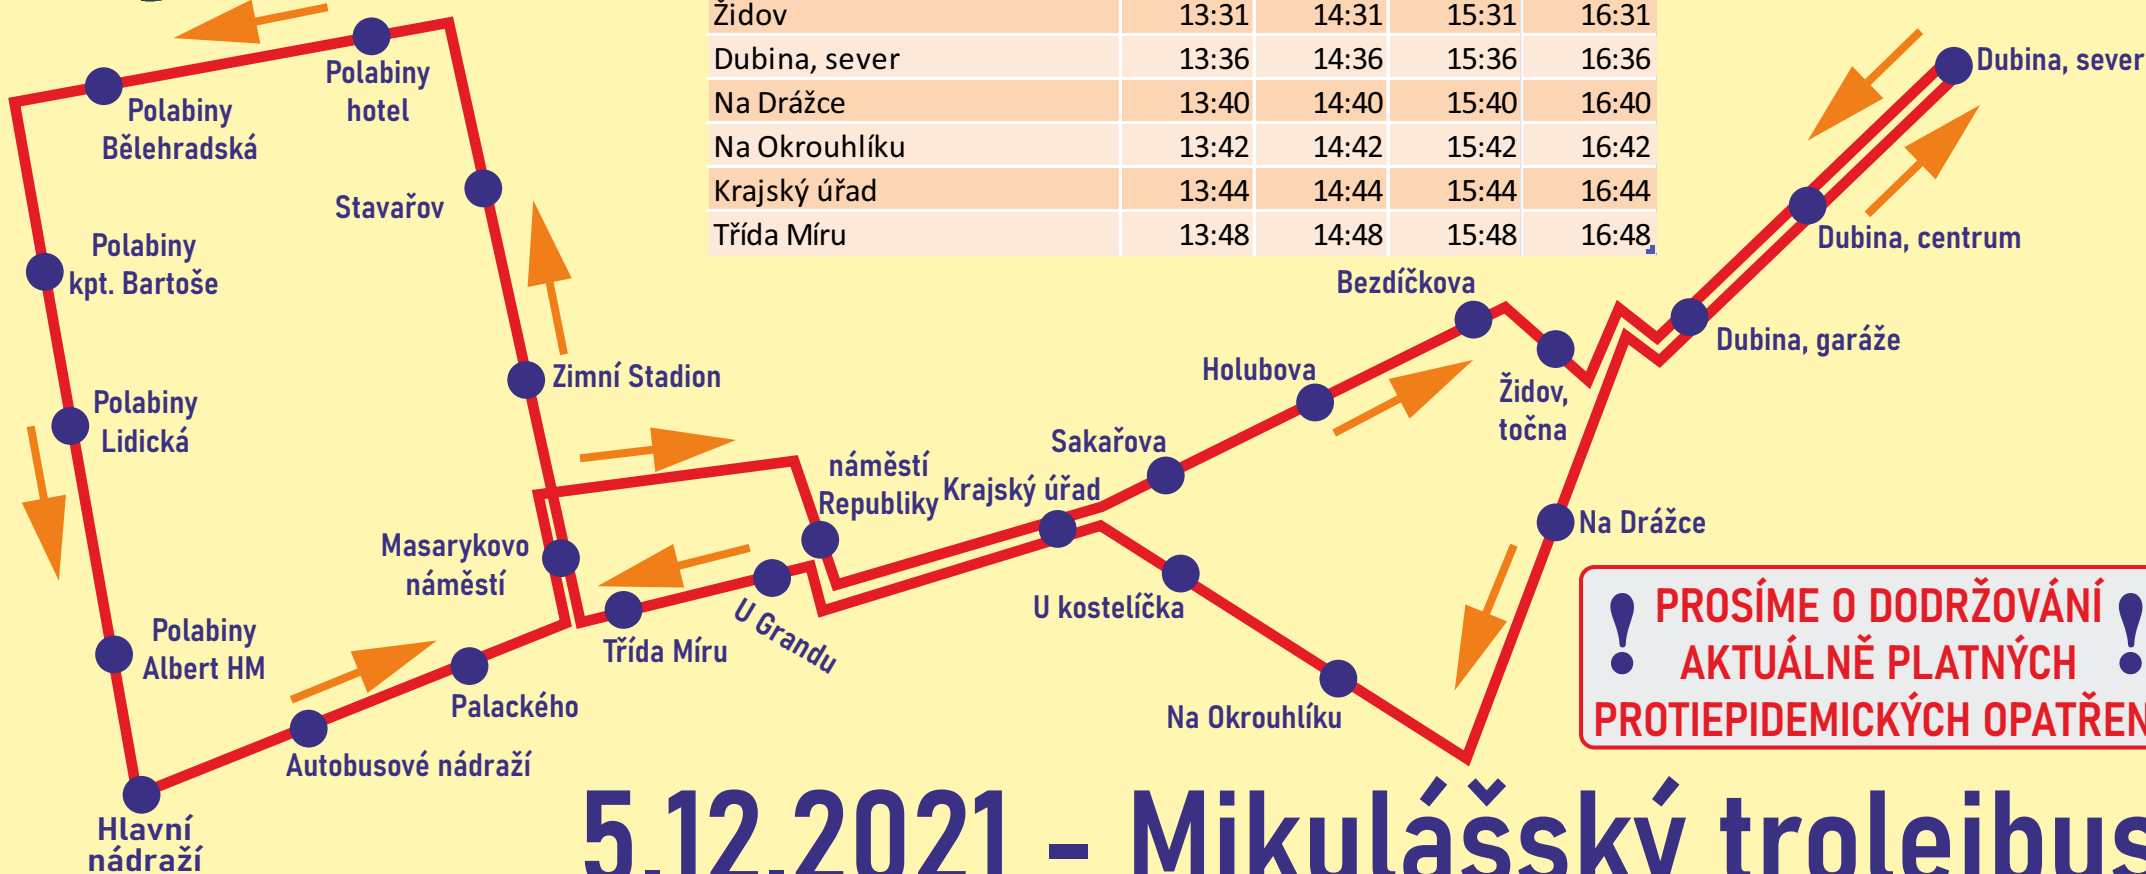 Židov 13:31 14:31 15:31 16:31
Dubina, sever 13:36 14:36 15:36 16:36
Na Drážce 13:40 14:40 15:40 16:40
Na Okrouhlíku 13:42 14:42 15:42 16:42
Krajský úřad 13:44 14:44 15:44 16:44
Třída Míru 13:48 14:48 15:48 16:48
Polabiny
hotel
Polabiny
Bělehradská
Stavařov
Polabiny
kpt. Bartoše
Polabiny
Lidická
Zimní Stadion
Masarykovo
náměstí
Polabiny
Albert HM
Palackého
Autobusové nádraží
Hlavní
nádraží
Třída Míru
U Grandu
náměstí
Republiky
Krajský úřad
Sakařova
Holubova
Bezdíčkova
Židov,
točna
Dubina, sever
Dubina, centrum
Dubina, garáže
Na Drážce
U kostelíčka
Na Okrouhlíku
! PROSÍME O DODRŽOVÁNÍ !
AKTUÁLNĚ PLATNÝCH
PROTIEPIDEMICKÝCH OPATŘEN
5.12.2021 - Mikulášský trolejbus